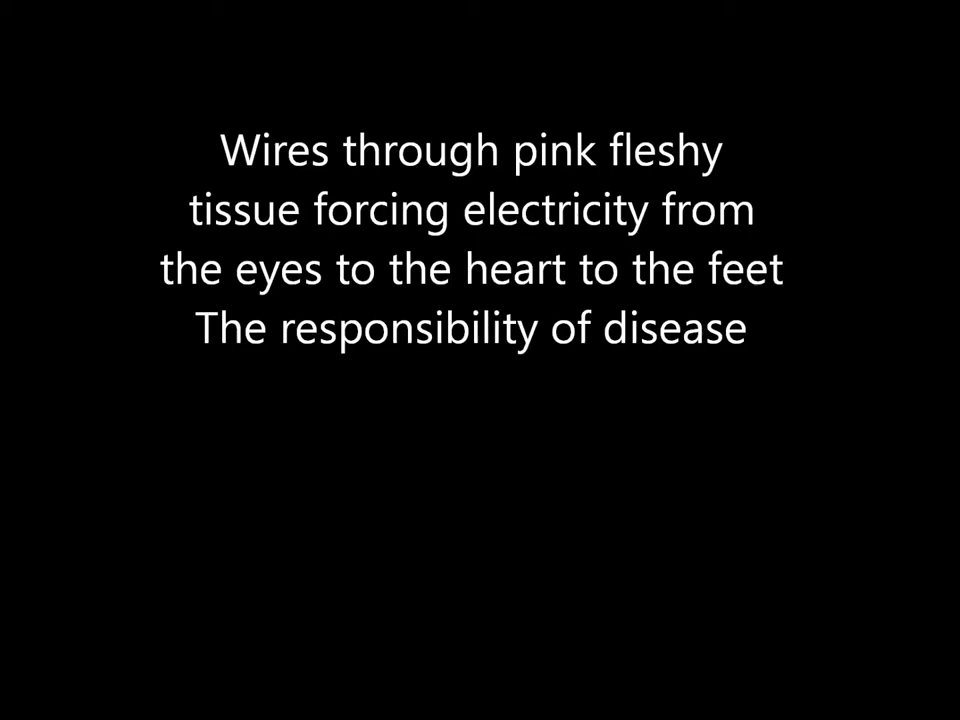 Wires through pink fleshy
tissue forcing electricity from
the eyes to the heart to the feet
The responsibility of disease